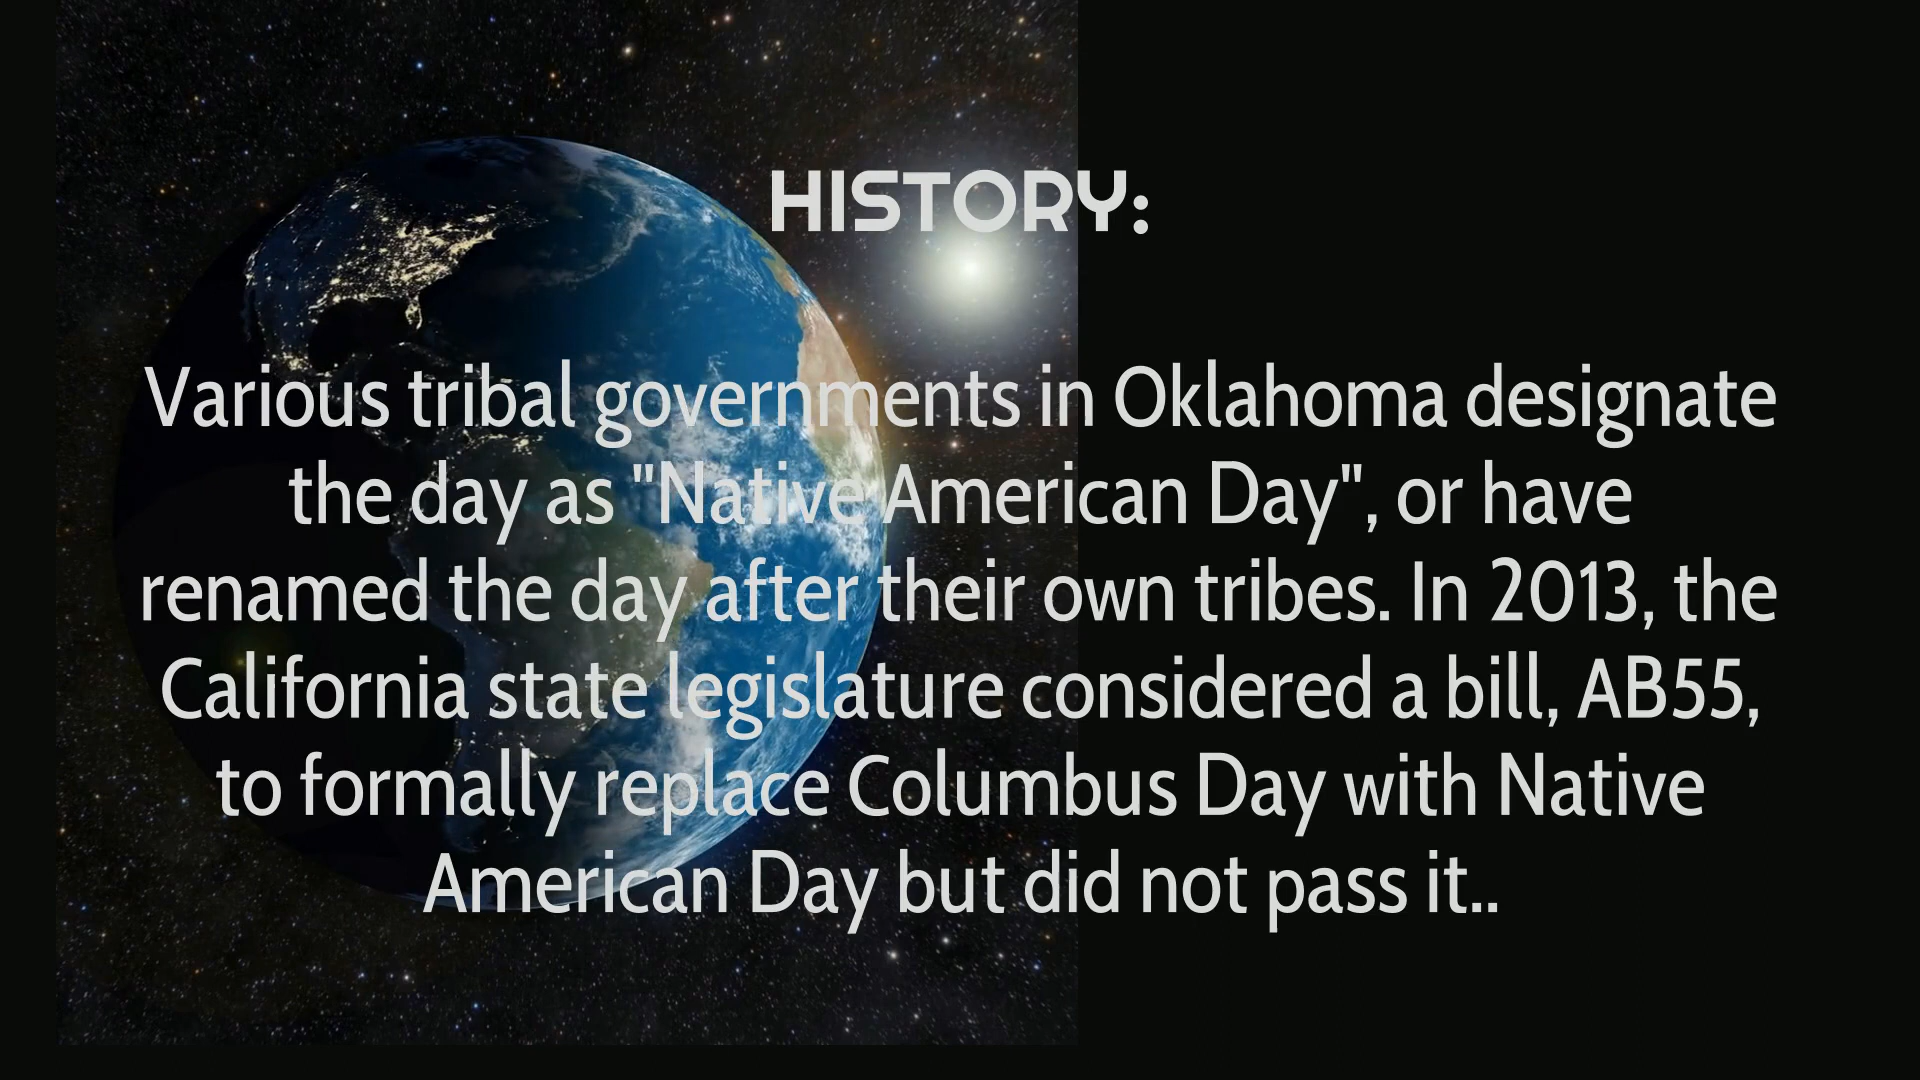 HISTORY:
Various tribal governments in Oklahoma designate
the day as "Native American Day", or have
renamed the day after their own tribes. In 2013, the
California state legislature considered a bill, AB55,
to formally replace Columbus Day with Native
American Day but did not pass it..